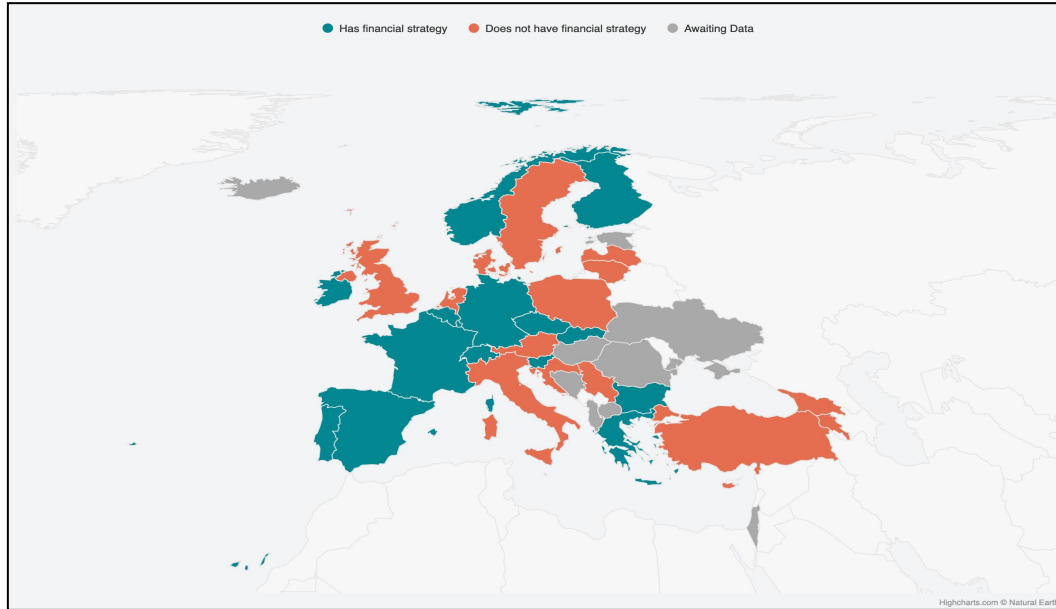 Has financial strategy Does not have financial strategy Awaiting Data
Highcharts.com © Natural Earth